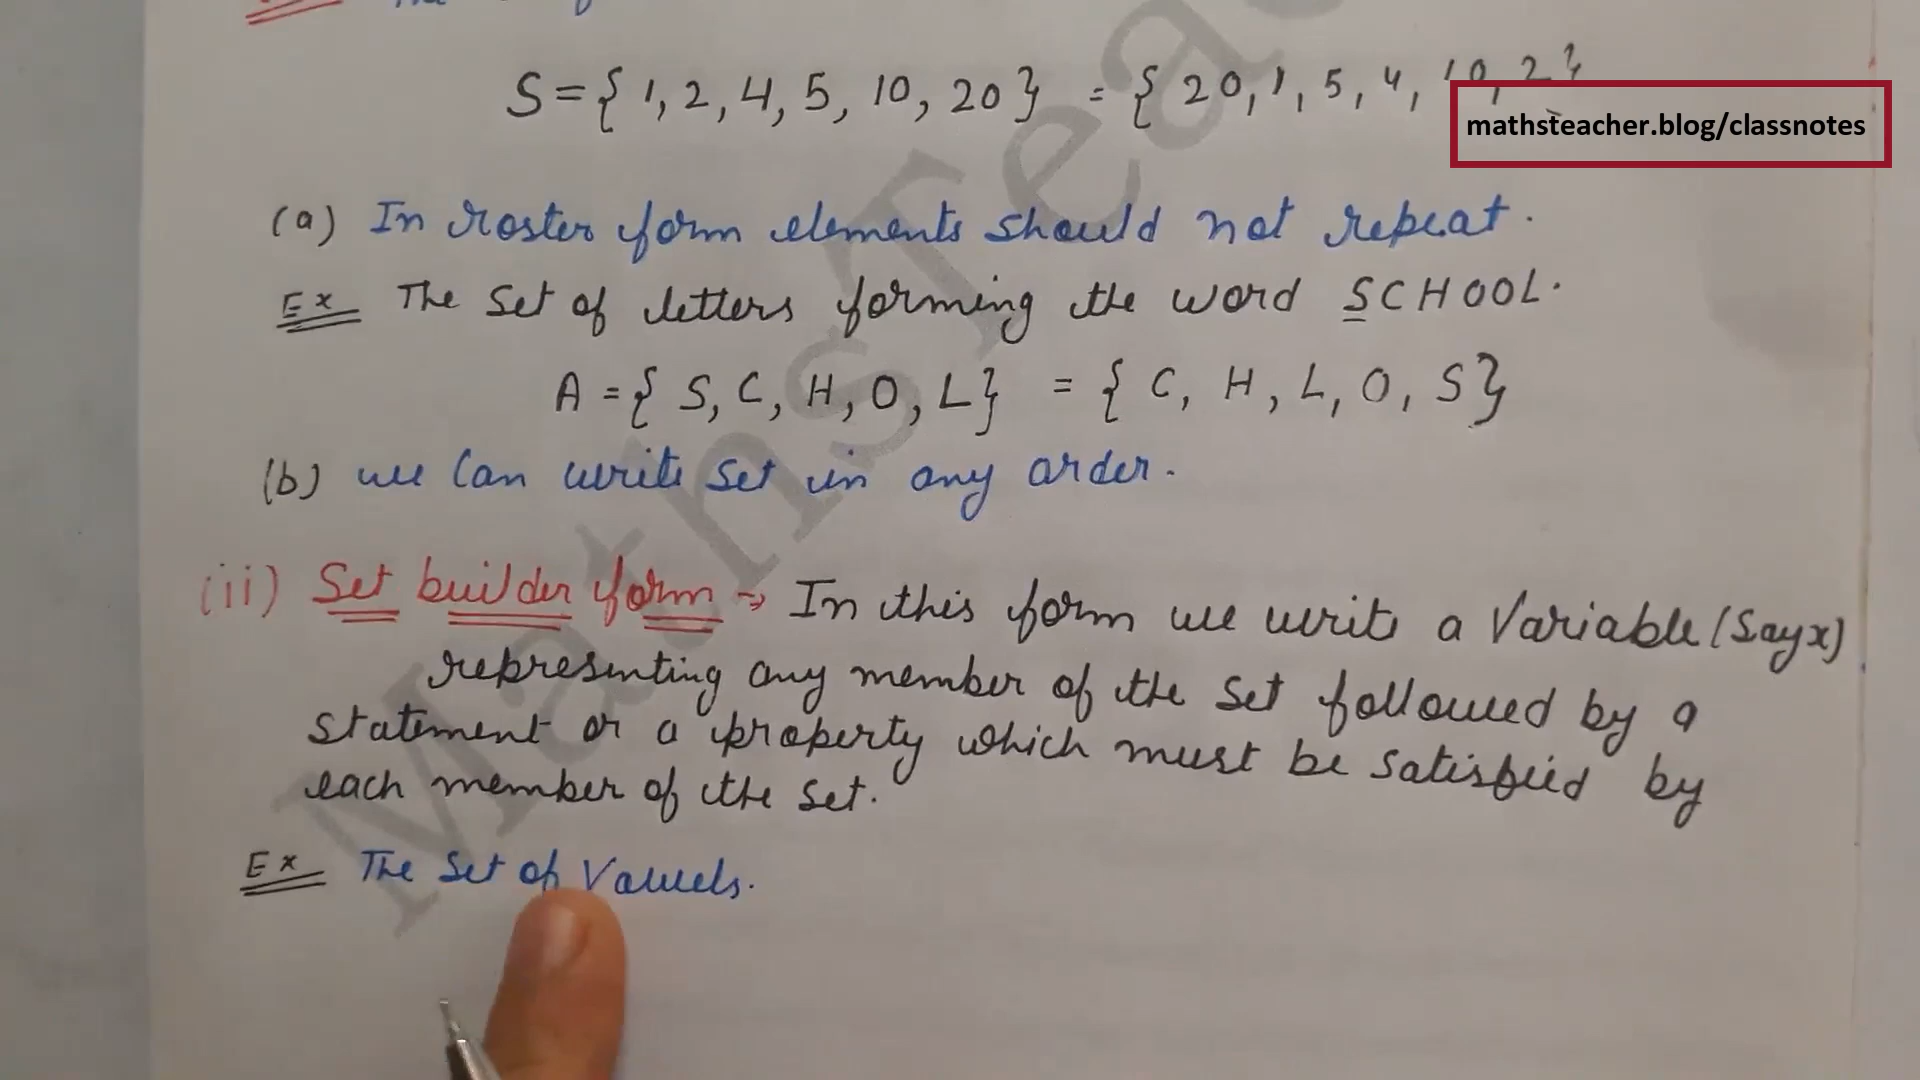 S = { 1, 2, 4, 5, 10, 20 } = { 20, 1, 5, 4, 10, 2 }
mathsteacher.blog/classnotes
(a) In roster form elements should not repeat.
Ex The set of letters forming the word SCHOOL.
A = { S, C, H, O, L } = { C, H, L, O, S }
(b) we can write set in any order.
(ii) Set builder form → In this form we write a Variable (Say x)
representing any member of the set followed by a
statement or a property which must be satisfied by
each member of the set.
Ex The set of Vowels.
MathsTeac